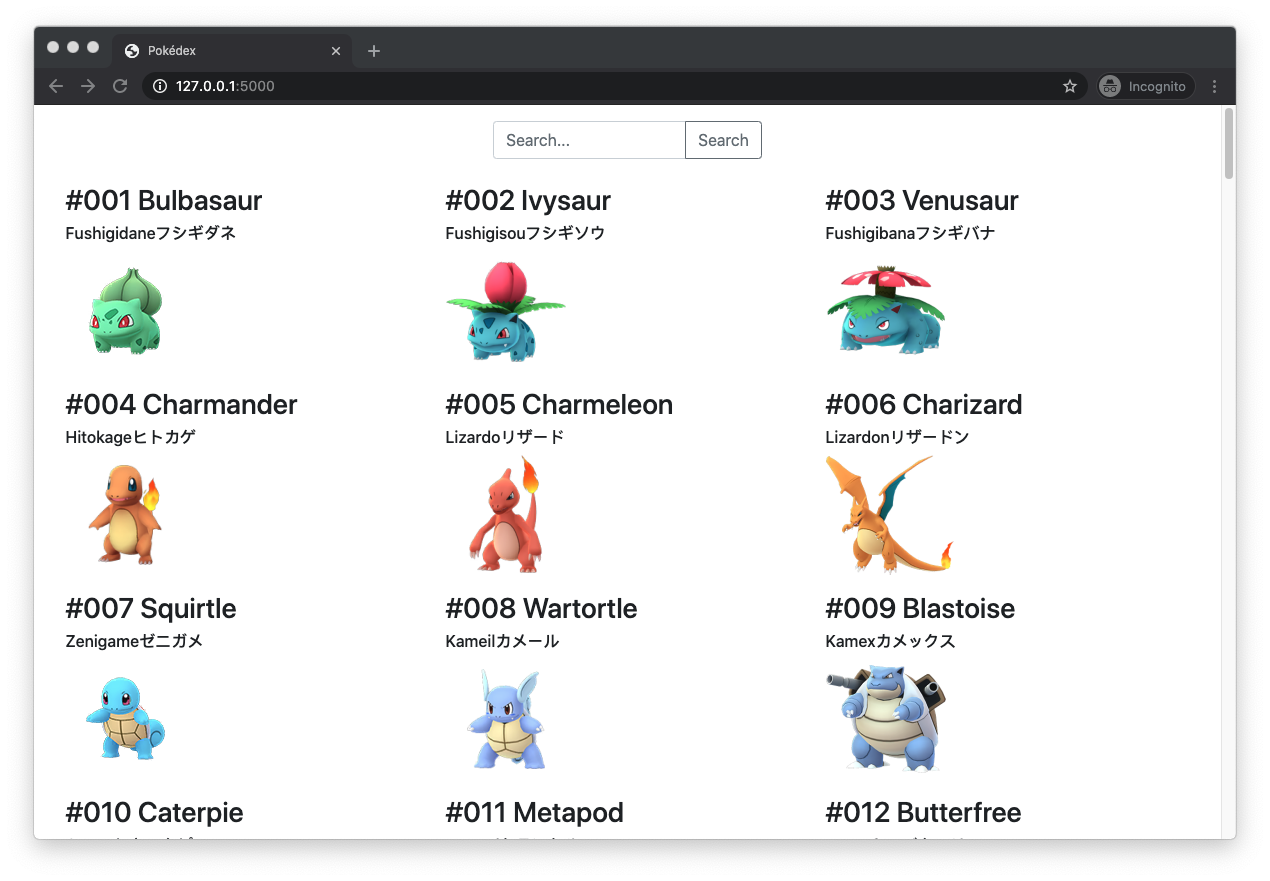 Pokédex
127.0.0.1:5000
Incognito
Search...
Search
#001 Bulbasaur
Fushigidaneフシギダネ
#002 Ivysaur
Fushigisouフシギソウ
#003 Venusaur
Fushigibanaフシギバナ
#004 Charmander
Hitokageヒトカゲ
#005 Charmeleon
Lizardoリザード
#006 Charizard
Lizardonリザードン
#007 Squirtle
Zenigameゼニガメ
#008 Wartortle
Kameilカメール
#009 Blastoise
Kamexカメックス
#010 Caterpie
#011 Metapod
#012 Butterfree